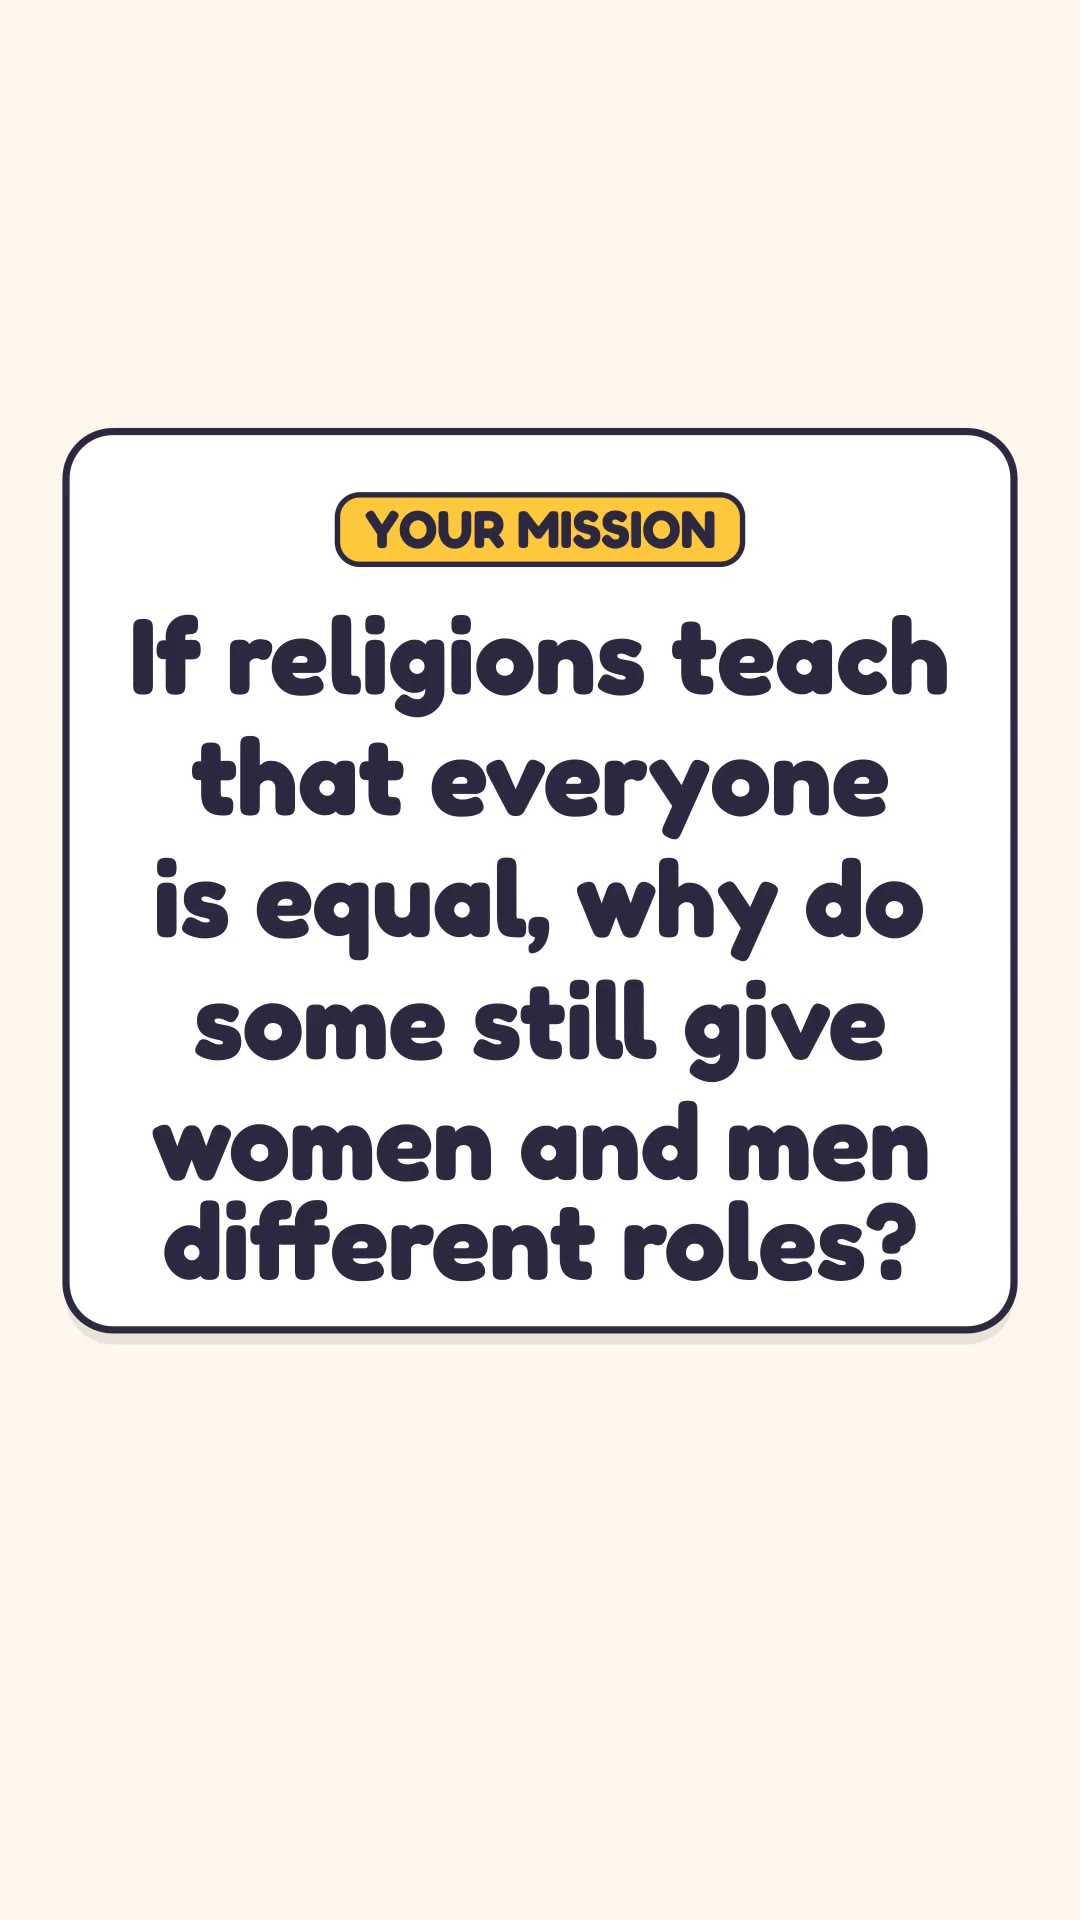 YOUR MISSION
If religions teach
that everyone
is equal, why do
some still give
women and men
different roles?